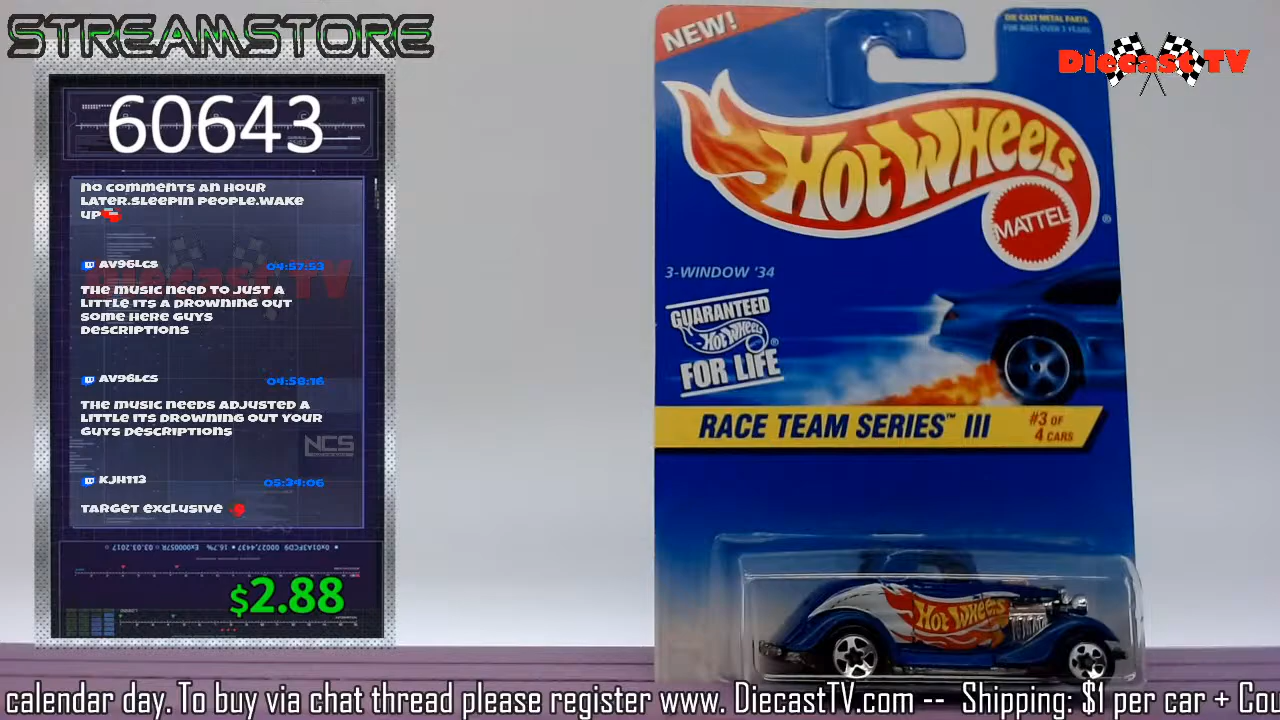 STREAMSTORE
60643
NO COMMENTS AN HOUR
LATER.SLEEPIN PEOPLE.WAKE
UP
AV96LCS 04:57:53
THE MUSIC NEED TO JUST A
LITTLE ITS A DROWNING OUT
SOME HERE GUYS
DESCRIPTIONS
AV96LCS 04:58:16
THE MUSIC NEEDS ADJUSTED A
LITTLE ITS DROWNING OUT YOUR
GUYS DESCRIPTIONS
NCS
KJH113 05:34:06
TARGET EXCLUSIVE
$2.88
NEW!
DIE CAST METAL PARTS.
FOR AGES OVER 3 YEARS
Diecast TV
HOT WHEELS
MATTEL ®
3-WINDOW '34
GUARANTEED
HOT WHEELS ®
FOR LIFE
RACE TEAM SERIES™ III
#3 OF
4 CARS
HOT WHEELS
calendar day. To buy via chat thread please register www. DiecastTV.com -- Shipping: $1 per car + Cou